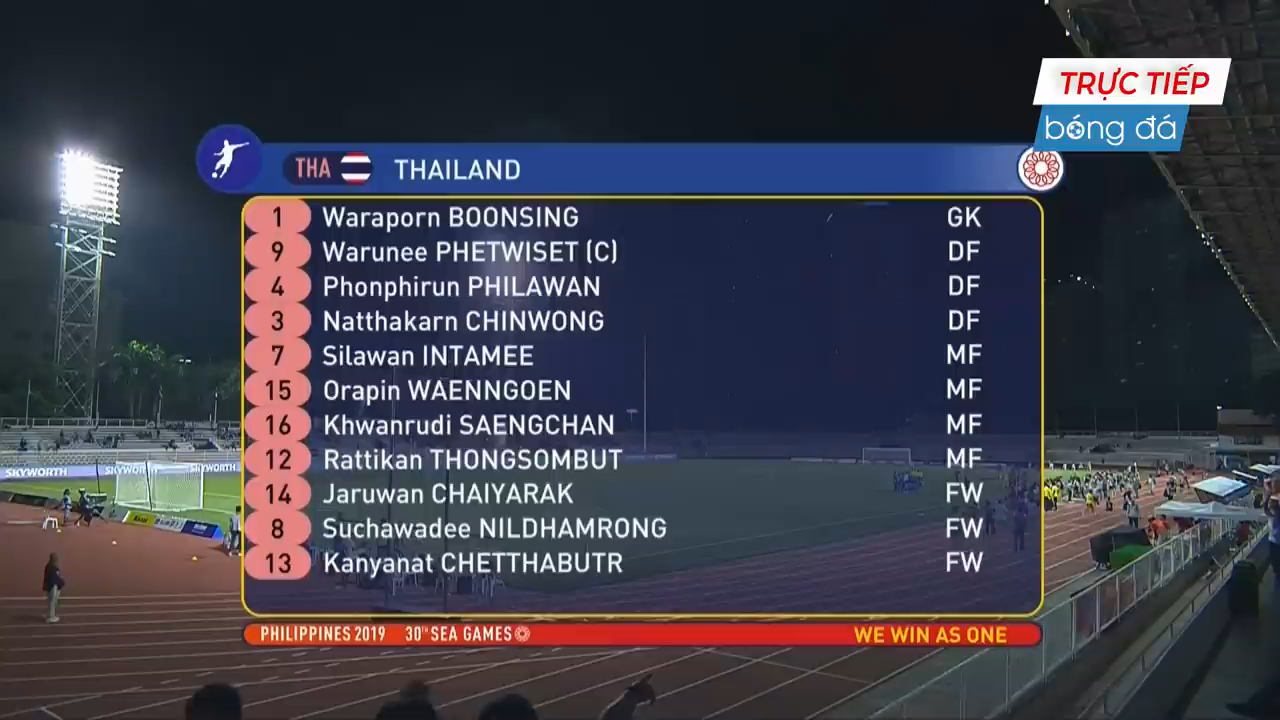 TRỰC TIẾP
bóng đá
THA THAILAND
1 Waraporn BOONSING GK
9 Warunee PHETWISET (C) DF
4 Phonphirun PHILAWAN DF
3 Natthakarn CHINWONG DF
7 Silawan INTAMEE MF
15 Orapin WAENNGOEN MF
16 Khwanrudi SAENGCHAN MF
12 Rattikan THONGSOMBUT MF
14 Jaruwan CHAIYARAK FW
8 Suchawadee NILDHAMRONG FW
13 Kanyanat CHETTHABUTR FW
SKYWORTH SKYWORTH SKYWORTH
PHILIPPINES 2019 30TH SEA GAMES WE WIN AS ONE